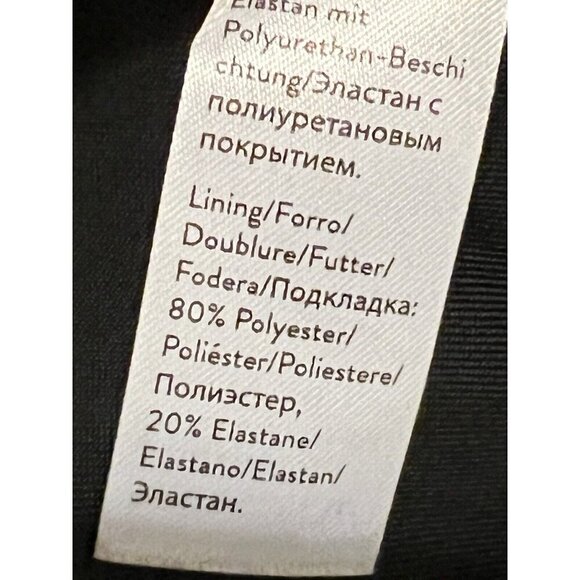 Elastan mit
Polyurethan-Beschi
chtung/Эластан с
полиуретановым
покрытием.
Lining/Forro/
Doublure/Futter/
Fodera/Подкладка:
80% Polyester/
Poliéster/Poliestere/
Полиэстер,
20% Elastane/
Elastano/Elastan/
Эластан.